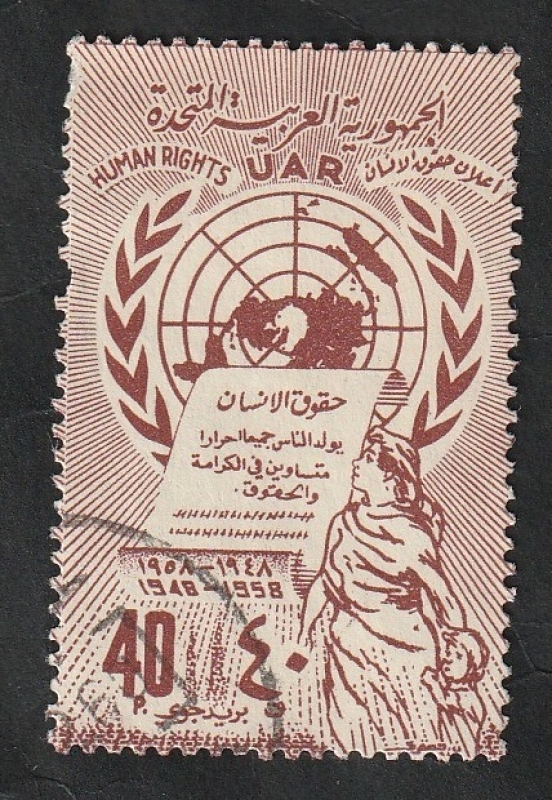 الجمهورية العربية المتحدة
HUMAN RIGHTS UAR اعلان حقوق الانسان
حقوق الانسان
يولد الناس جميعا احرارا
متساوين في الكرامة
والحقوق.
١٩٤٨-١٩٥٨
1948-1958
40 ٤٠
P. بريد جو